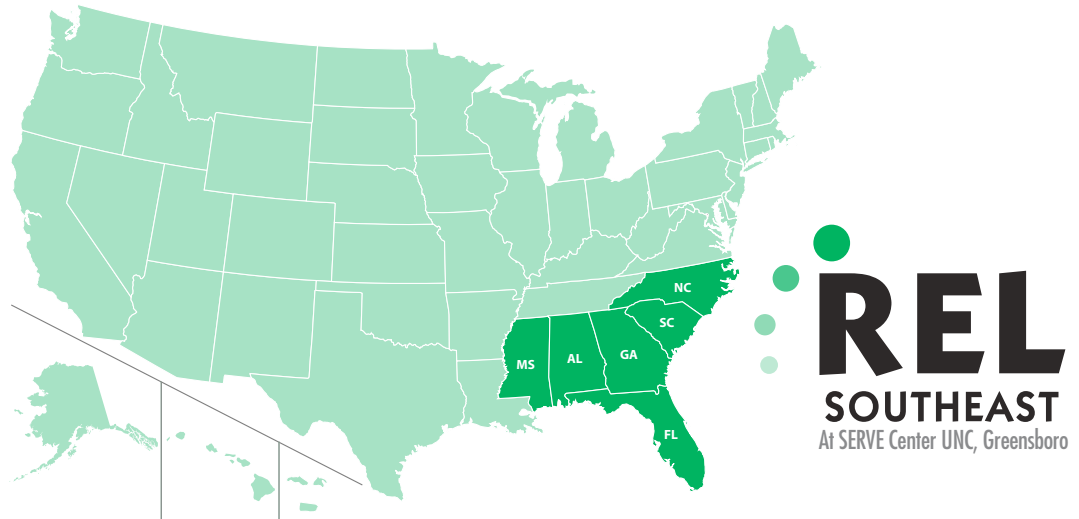 NC
SC
MS
AL
GA
FL
REL
SOUTHEAST
At SERVE Center UNC, Greensboro